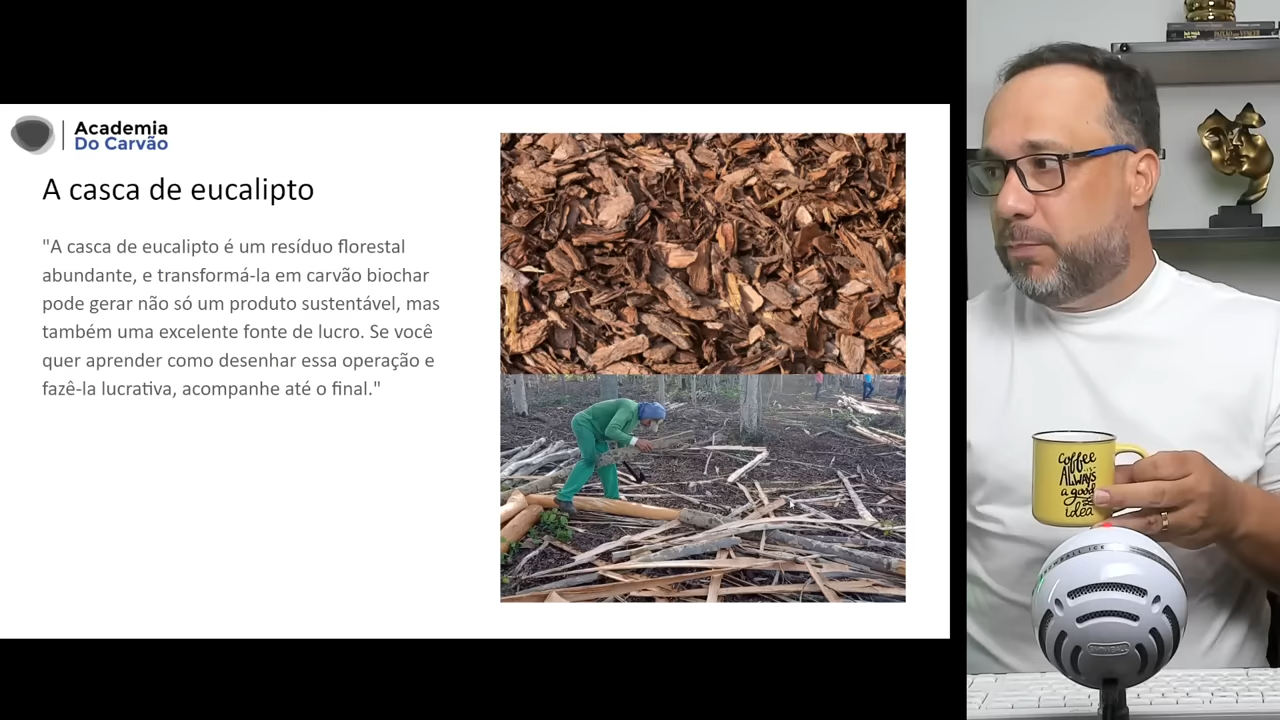 Academia
Do Carvão
A casca de eucalipto
"A casca de eucalipto é um resíduo florestal
abundante, e transformá-la em carvão biochar
pode gerar não só um produto sustentável, mas
também uma excelente fonte de lucro. Se você
quer aprender como desenhar essa operação e
fazê-la lucrativa, acompanhe até o final."
coffee
ALWAYS
a good
idea